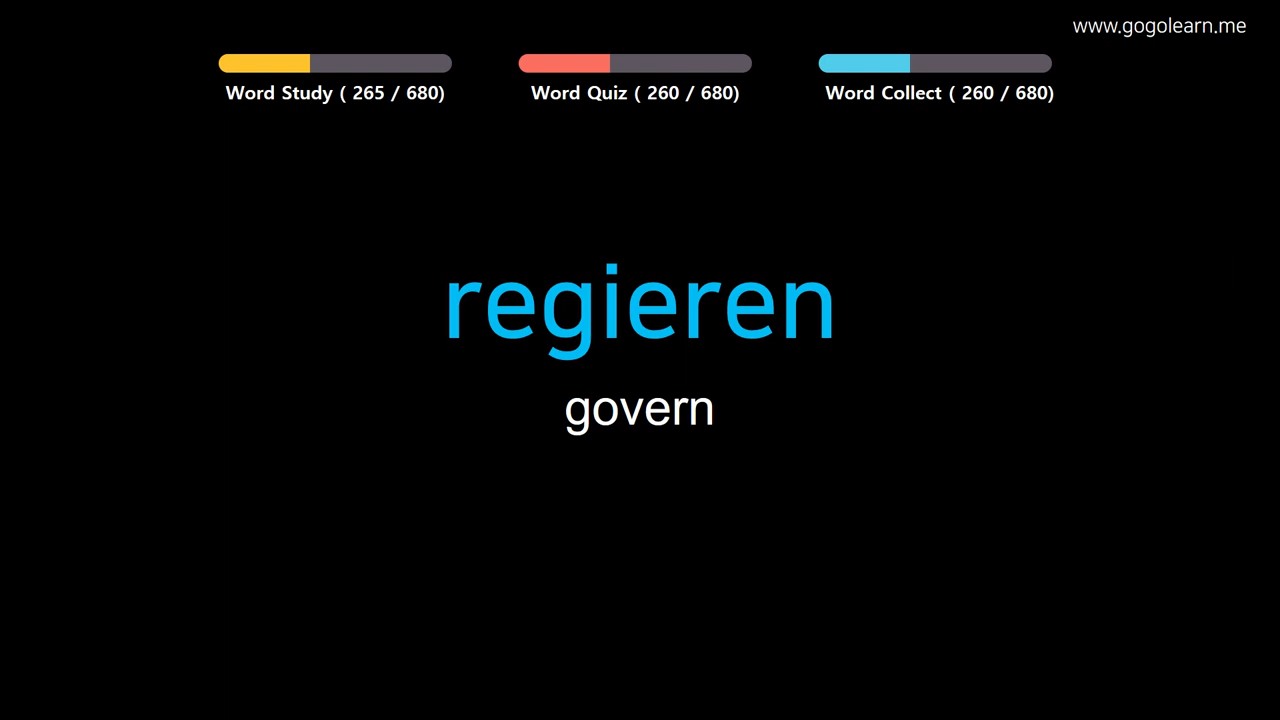 www.gogolearn.me
Word Study ( 265 / 680)
Word Quiz ( 260 / 680)
Word Collect ( 260 / 680)
regieren
govern